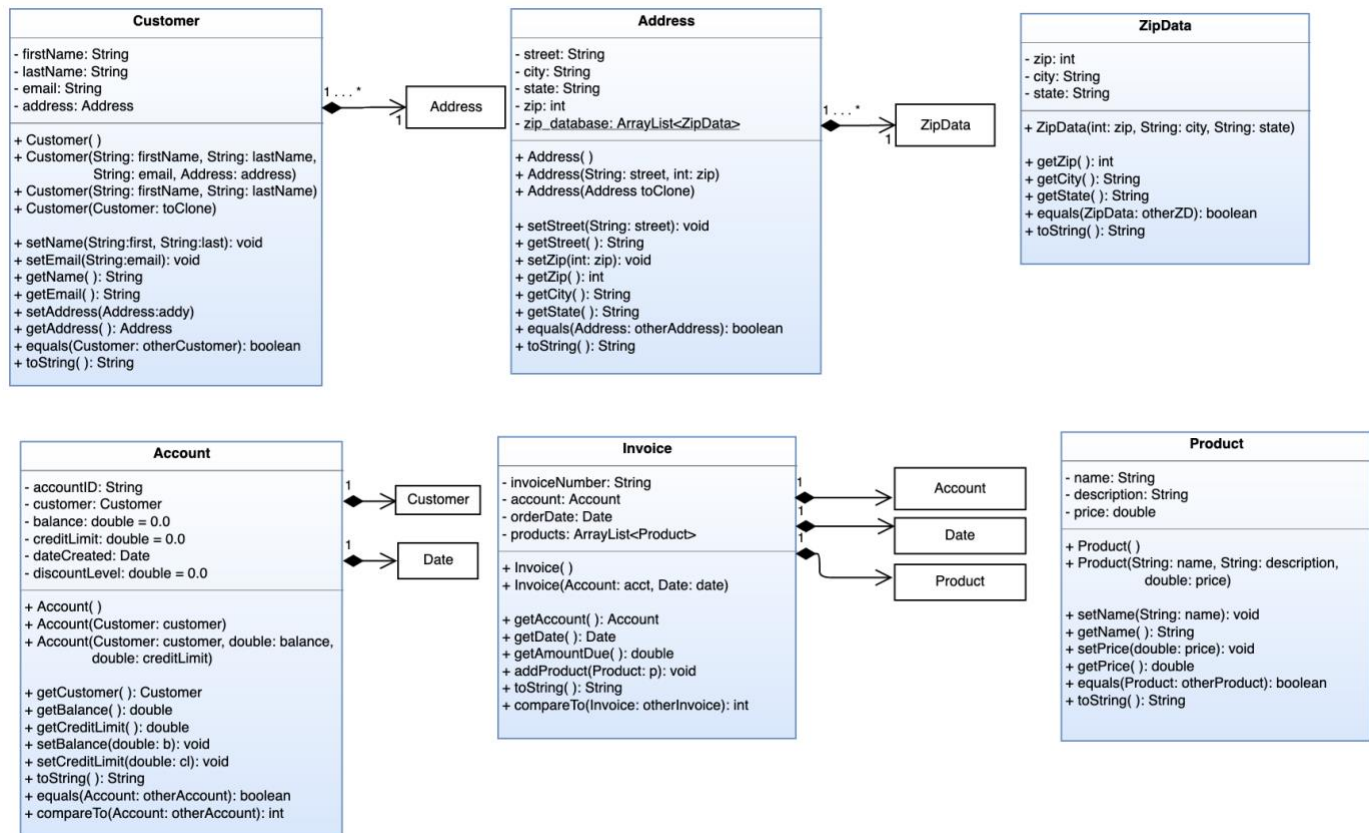 Customer
- firstName: String
- lastName: String
- email: String
- address: Address
+ Customer( )
+ Customer(String: firstName, String: lastName,
String: email, Address: address)
+ Customer(String: firstName, String: lastName)
+ Customer(Customer: toClone)
+ setName(String:first, String:last): void
+ setEmail(String:email): void
+ getName( ): String
+ getEmail( ): String
+ setAddress(Address:addy)
+ getAddress( ): Address
+ equals(Customer: otherCustomer): boolean
+ toString( ): String
1 . . . *
1
Address
Address
- street: String
- city: String
- state: String
- zip: int
- zip_database: ArrayList<ZipData>
+ Address( )
+ Address(String: street, int: zip)
+ Address(Address toClone)
+ setStreet(String: street): void
+ getStreet( ): String
+ setZip(int: zip): void
+ getZip( ): int
+ getCity( ): String
+ getState( ): String
+ equals(Address: otherAddress): boolean
+ toString( ): String
1 . . . *
1
ZipData
ZipData
- zip: int
- city: String
- state: String
+ ZipData(int: zip, String: city, String: state)
+ getZip( ): int
+ getCity( ): String
+ getState( ): String
+ equals(ZipData: otherZD): boolean
+ toString( ): String
Account
- accountID: String
- customer: Customer
- balance: double = 0.0
- creditLimit: double = 0.0
- dateCreated: Date
- discountLevel: double = 0.0
+ Account( )
+ Account(Customer: customer)
+ Account(Customer: customer, double: balance,
double: creditLimit)
+ getCustomer( ): Customer
+ getBalance( ): double
+ getCreditLimit( ): double
+ setBalance(double: b): void
+ setCreditLimit(double: cl): void
+ toString( ): String
+ equals(Account: otherAccount): boolean
+ compareTo(Account: otherAccount): int
1
Customer
1
Date
Invoice
- invoiceNumber: String
- account: Account
- orderDate: Date
- products: ArrayList<Product>
+ Invoice( )
+ Invoice(Account: acct, Date: date)
+ getAccount( ): Account
+ getDate( ): Date
+ getAmountDue( ): double
+ addProduct(Product: p): void
+ toString( ): String
+ compareTo(Invoice: otherInvoice): int
1
Account
1
Date
1
Product
Product
- name: String
- description: String
- price: double
+ Product( )
+ Product(String: name, String: description,
double: price)
+ setName(String: name): void
+ getName( ): String
+ setPrice(double: price): void
+ getPrice( ): double
+ equals(Product: otherProduct): boolean
+ toString( ): String